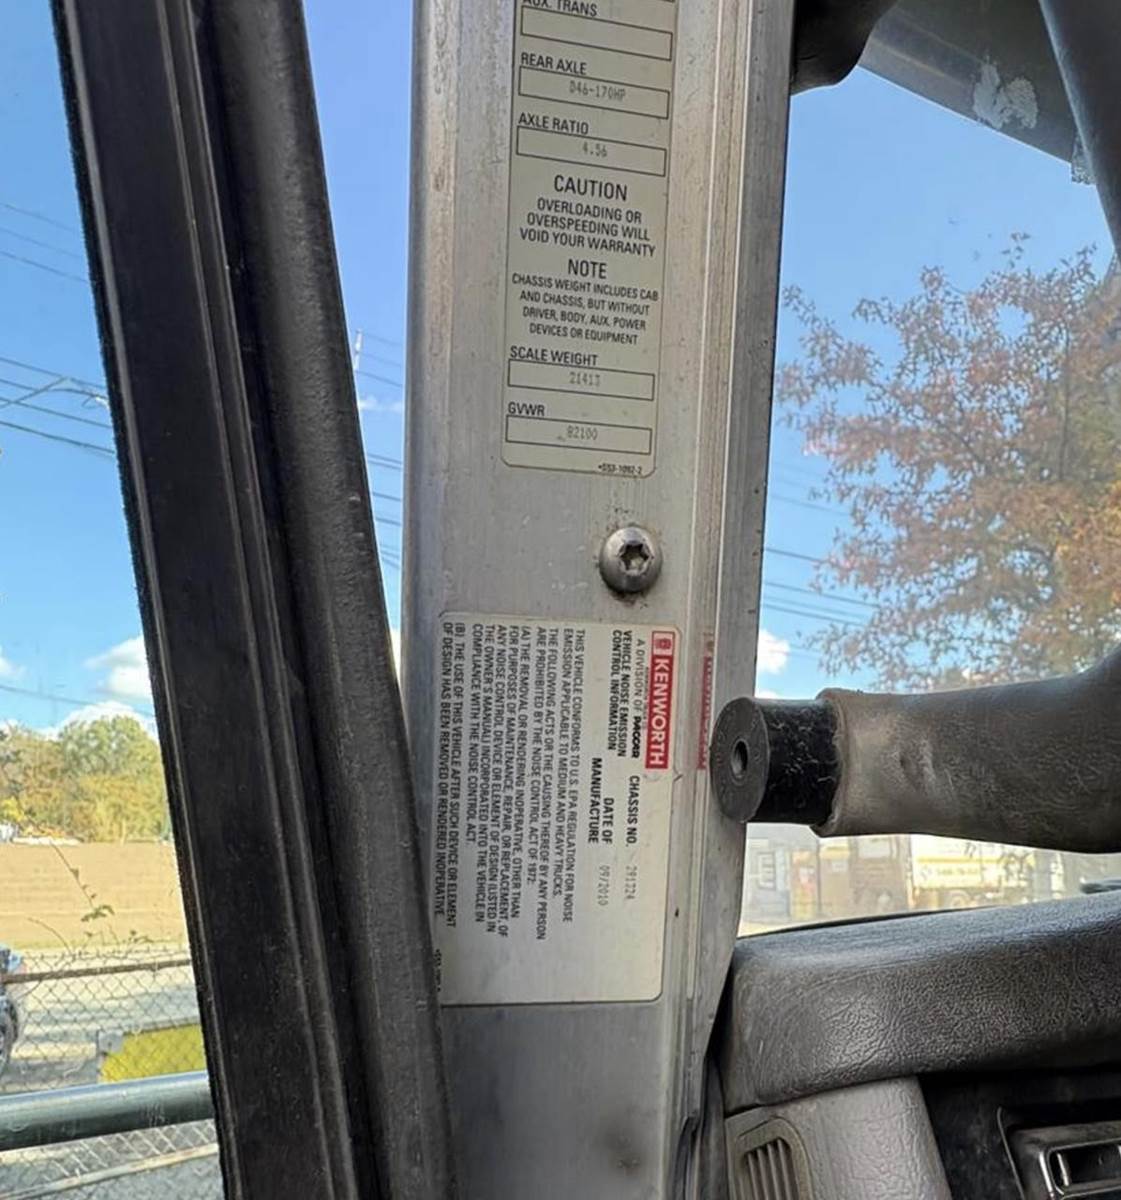 AUX. TRANS
REAR AXLE
D46-170HP
AXLE RATIO
4.56
CAUTION
OVERLOADING OR
OVERSPEEDING WILL
VOID YOUR WARRANTY
NOTE
CHASSIS WEIGHT INCLUDES CAB
AND CHASSIS, BUT WITHOUT
DRIVER, BODY, AUX. POWER
DEVICES OR EQUIPMENT
SCALE WEIGHT
21413
GVWR
82100
KENWORTH
A DIVISION OF PACCAR
VEHICLE NOISE EMISSION
CONTROL INFORMATION
CHASSIS NO. 291324
DATE OF
MANUFACTURE 09/2010
THIS VEHICLE CONFORMS TO U.S. EPA REGULATION FOR NOISE
EMISSION APPLICABLE TO MEDIUM AND HEAVY TRUCKS.
THE FOLLOWING ACTS OR THE CAUSING THEREOF BY ANY PERSON
ARE PROHIBITED BY THE NOISE CONTROL ACT OF 1972:
(A) THE REMOVAL OR RENDERING INOPERATIVE, OTHER THAN
FOR PURPOSES OF MAINTENANCE, REPAIR, OR REPLACEMENT, OF
ANY NOISE CONTROL DEVICE OR ELEMENT OF DESIGN (LISTED IN
THE OWNER'S MANUAL) INCORPORATED INTO THE VEHICLE IN
COMPLIANCE WITH THE NOISE CONTROL ACT.
(B) THE USE OF THIS VEHICLE AFTER SUCH DEVICE OR ELEMENT
OF DESIGN HAS BEEN REMOVED OR RENDERED INOPERATIVE.